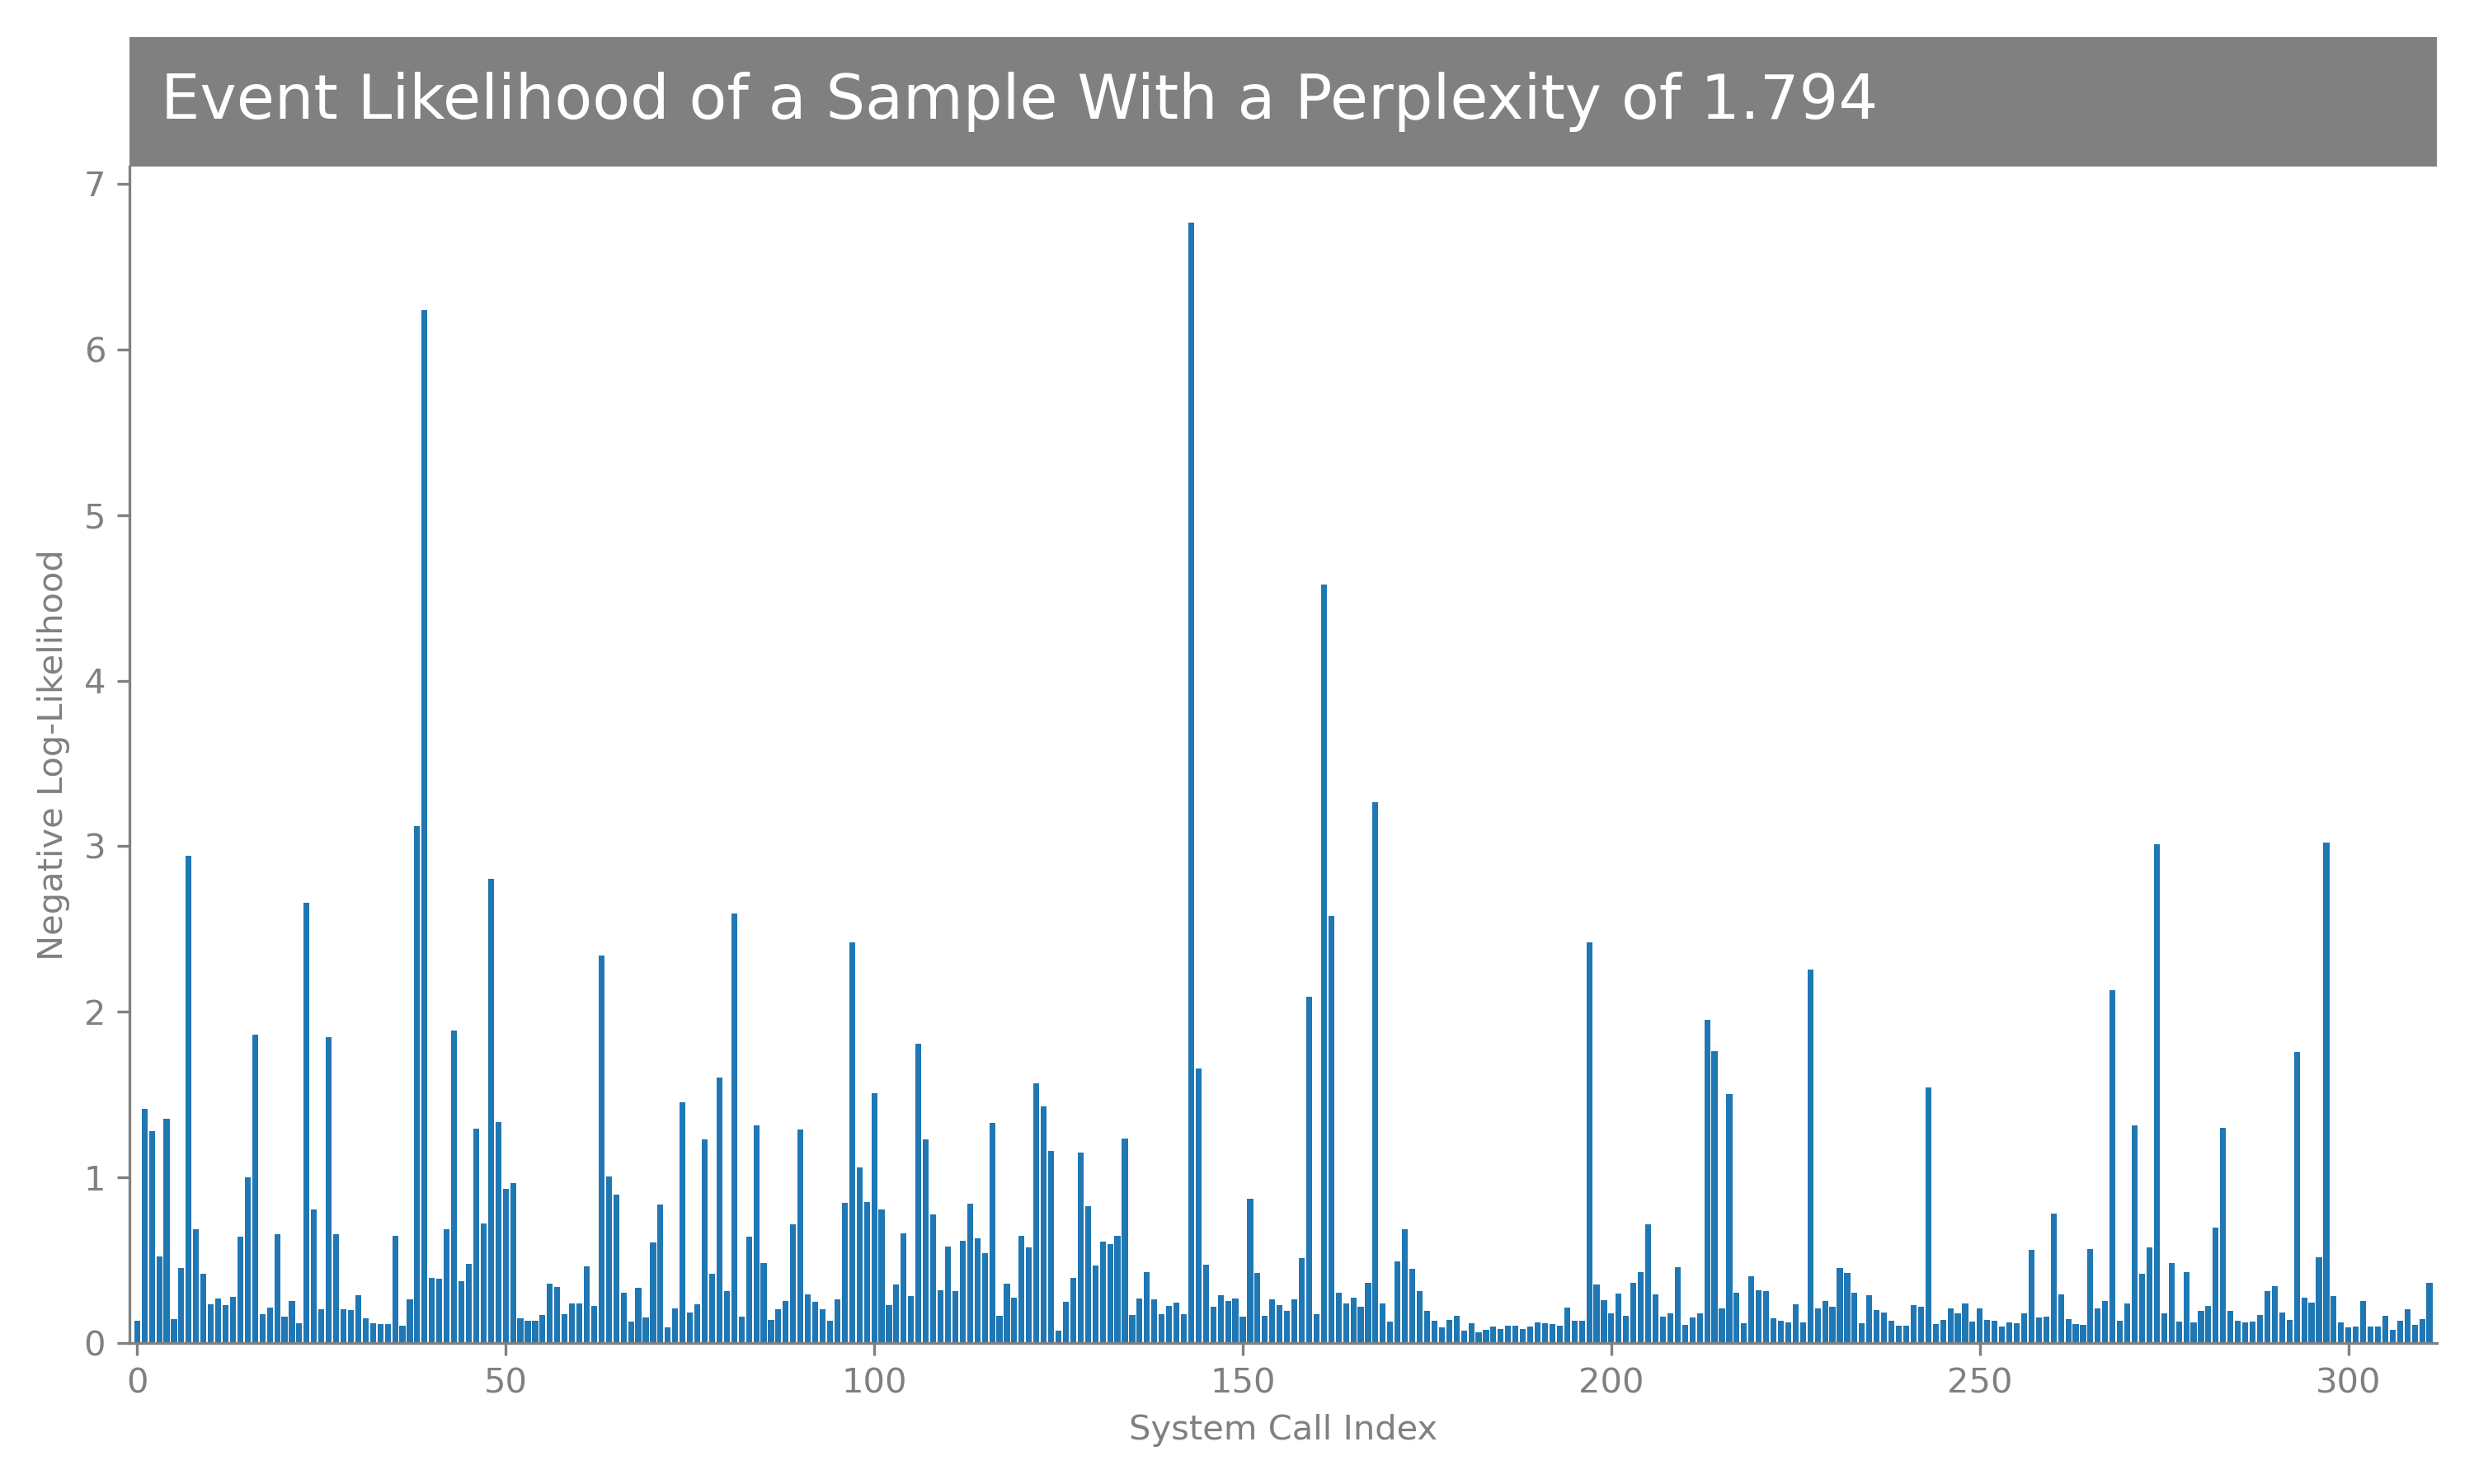 Event Likelihood of a Sample With a Perplexity of 1.794
7
6
5
4
3
2
1
0
Negative Log-Likelihood
0 50 100 150 200 250 300
System Call Index